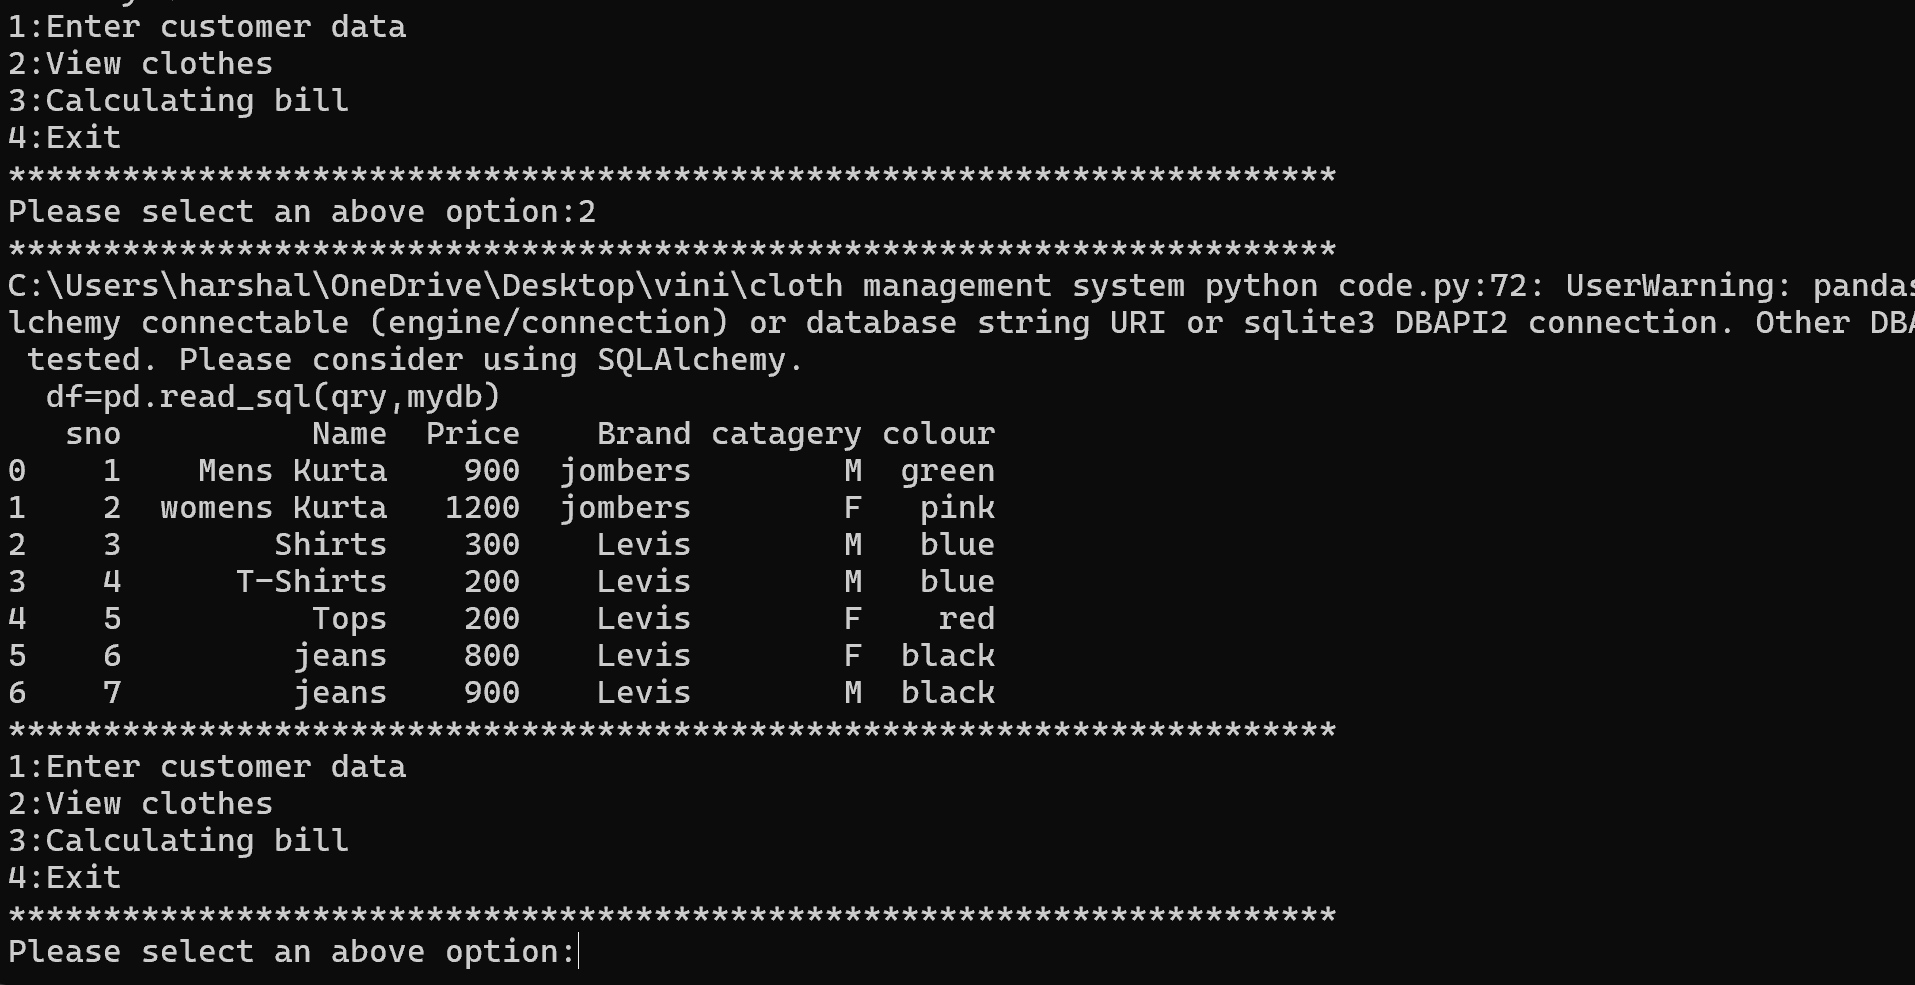 1:Enter customer data
2:View clothes
3:Calculating bill
4:Exit
**********************************************************************
Please select an above option:2
**********************************************************************
C:\Users\harshal\OneDrive\Desktop\vini\cloth management system python code.py:72: UserWarning: pandas
lchemy connectable (engine/connection) or database string URI or sqlite3 DBAPI2 connection. Other DBA
 tested. Please consider using SQLAlchemy.
  df=pd.read_sql(qry,mydb)
   sno          Name  Price    Brand catagery colour
0    1    Mens Kurta    900  jombers        M  green
1    2  womens Kurta   1200  jombers        F   pink
2    3        Shirts    300    Levis        M   blue
3    4      T-Shirts    200    Levis        M   blue
4    5          Tops    200    Levis        F    red
5    6         jeans    800    Levis        F  black
6    7         jeans    900    Levis        M  black
**********************************************************************
1:Enter customer data
2:View clothes
3:Calculating bill
4:Exit
**********************************************************************
Please select an above option: